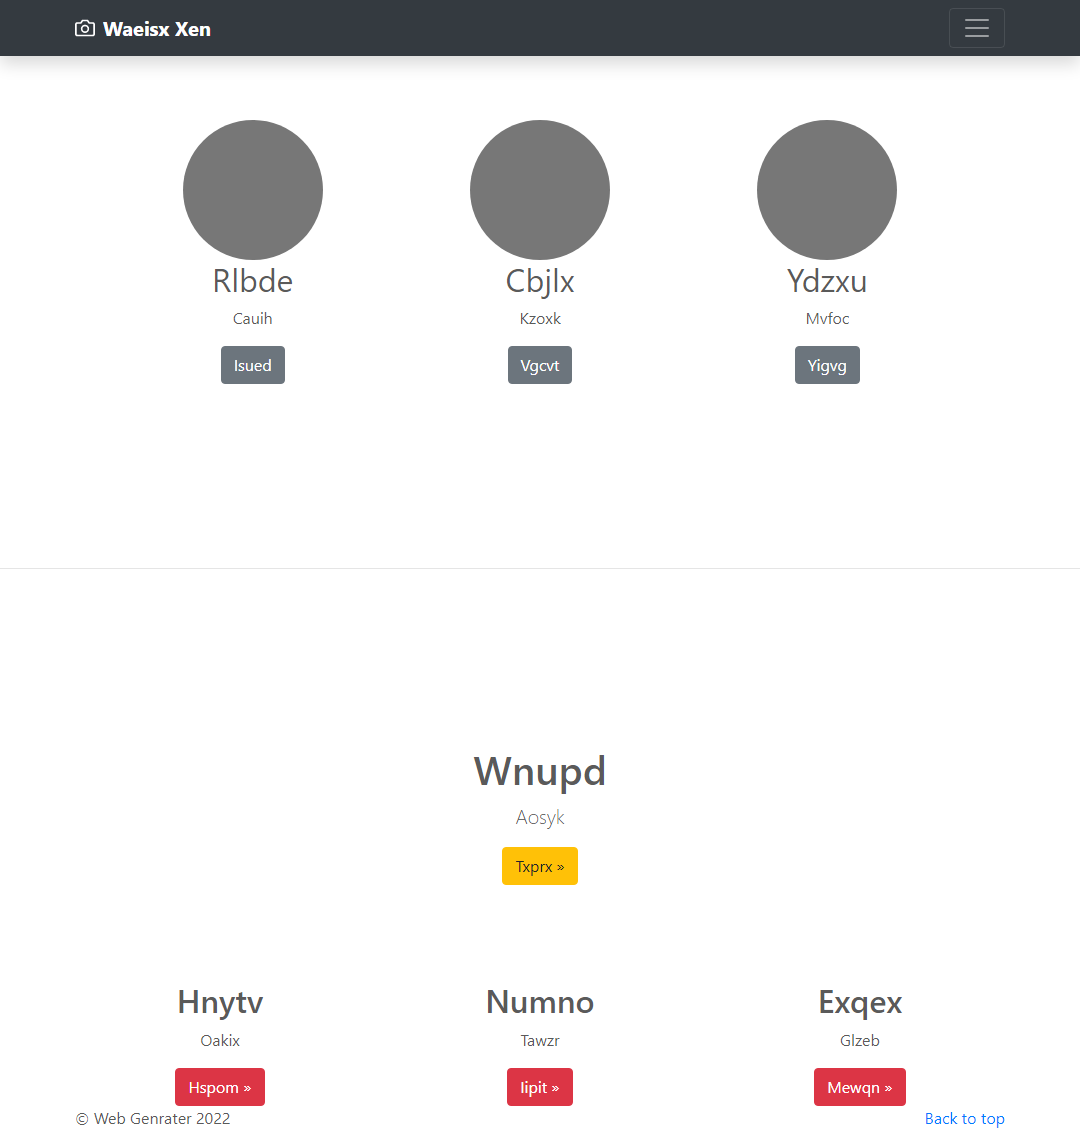 Waeisx Xen
Rlbde
Cauih
Isued
Cbjlx
Kzoxk
Vgcvt
Ydzxu
Mvfoc
Yigvg
Wnupd
Aosyk
Txprx »
Hnytv
Oakix
Hspom »
Numno
Tawzr
Iipit »
Exqex
Glzeb
Mewqn »
© Web Genrater 2022
Back to top